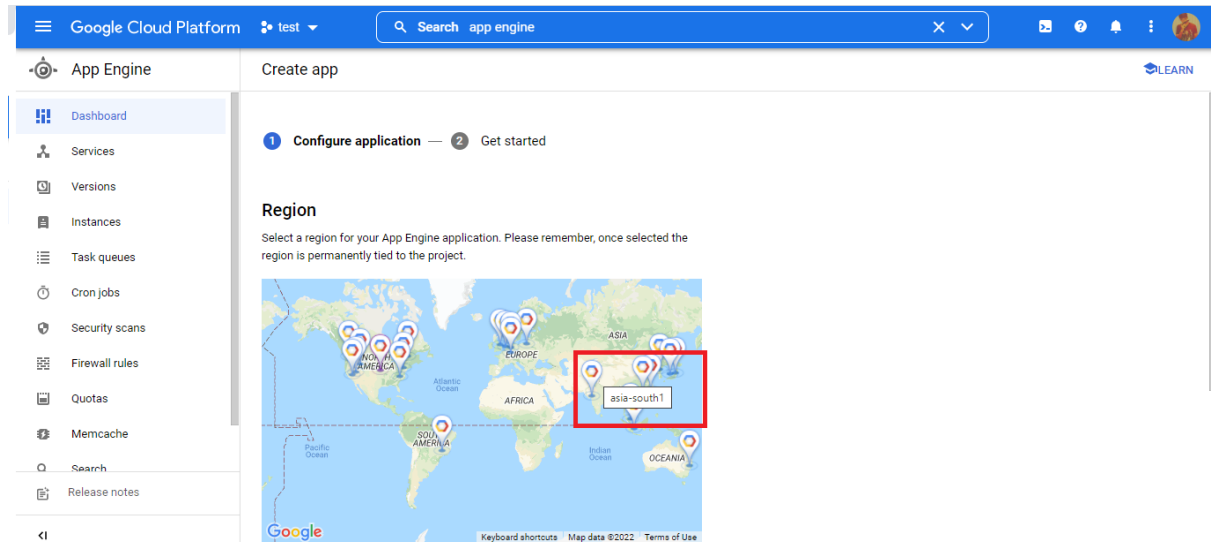 Google Cloud Platform test Search app engine
App Engine Create app LEARN
Dashboard
Services
Versions
Instances
Task queues
Cron jobs
Security scans
Firewall rules
Quotas
Memcache
Search
Release notes
1 Configure application — 2 Get started
Region
Select a region for your App Engine application. Please remember, once selected the
region is permanently tied to the project.
ASIA
NORTH
AMERICA
EUROPE
Atlantic
Ocean
AFRICA
asia-south1
SOUTH
AMERICA
Pacific
Ocean
Indian
Ocean
OCEANIA
Google
Keyboard shortcuts Map data ©2022 Terms of Use